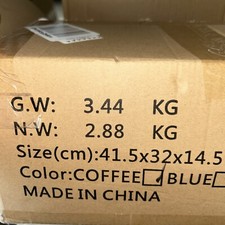 G.W: 3.44 KG
N.W: 2.88 KG
Size(cm):41.5x32x14.5
Color:COFFEE☑BLUE☐
MADE IN CHINA